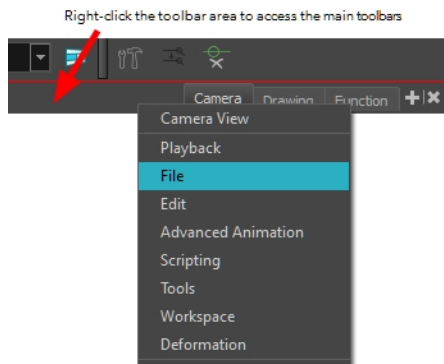 Right-click the toolbar area to access the main toolbars
Camera Drawing Function
Camera View
Playback
File
Edit
Advanced Animation
Scripting
Tools
Workspace
Deformation